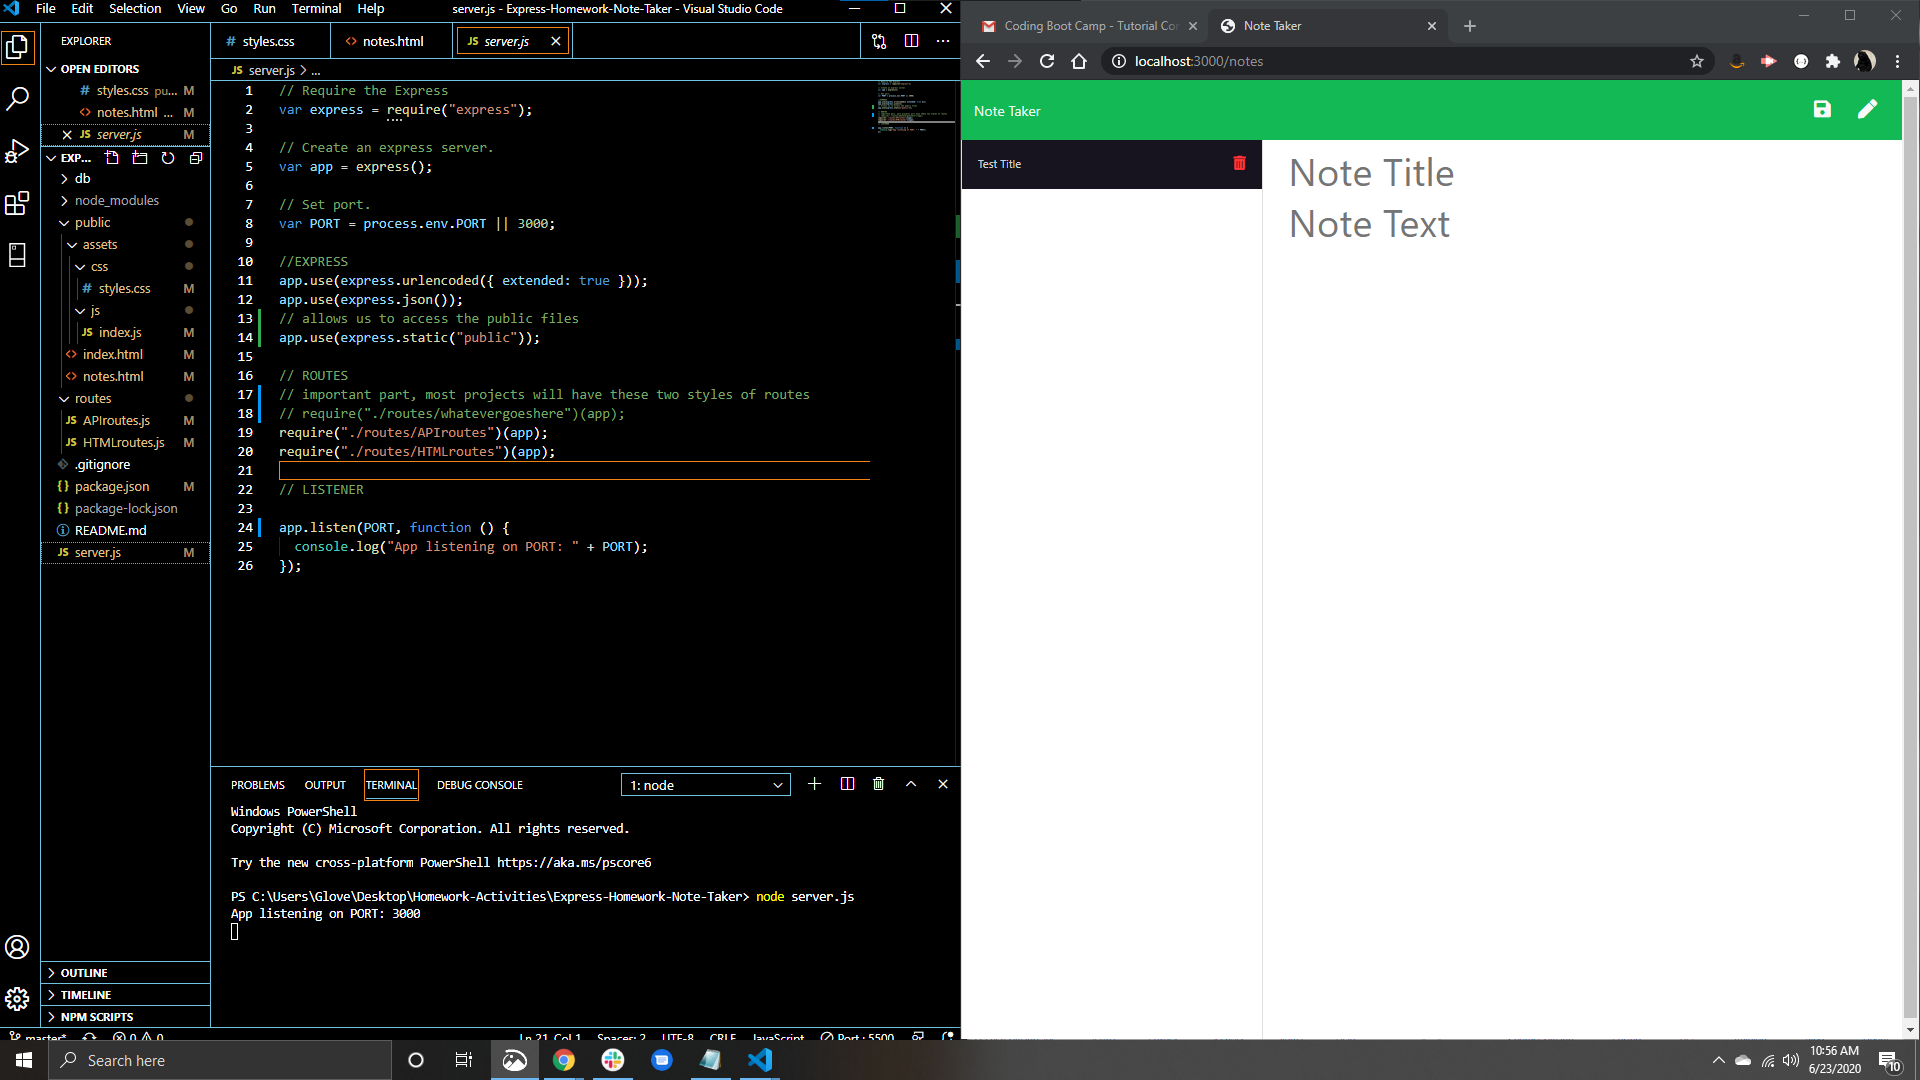 File Edit Selection View Go Run Terminal Help
server.js - Express-Homework-Note-Taker - Visual Studio Code
EXPLORER
OPEN EDITORS
# styles.css pu... M
<> notes.html ... M
JS server.js M
EXP...
db
node_modules
public
assets
css
# styles.css M
js
JS index.js M
<> index.html M
<> notes.html M
routes
JS APIroutes.js M
JS HTMLroutes.js M
.gitignore
{} package.json M
{} package-lock.json
README.md
JS server.js M
OUTLINE
TIMELINE
NPM SCRIPTS
# styles.css <> notes.html JS server.js
JS server.js > ...
1 // Require the Express
2 var express = require("express");
3
4 // Create an express server.
5 var app = express();
6
7 // Set port.
8 var PORT = process.env.PORT || 3000;
9
10 //EXPRESS
11 app.use(express.urlencoded({ extended: true }));
12 app.use(express.json());
13 // allows us to access the public files
14 app.use(express.static("public"));
15
16 // ROUTES
17 // important part, most projects will have these two styles of routes
18 // require("./routes/whatevergoeshere")(app);
19 require("./routes/APIroutes")(app);
20 require("./routes/HTMLroutes")(app);
21
22 // LISTENER
23
24 app.listen(PORT, function () {
25 console.log("App listening on PORT: " + PORT);
26 });
PROBLEMS OUTPUT TERMINAL DEBUG CONSOLE
1: node
Windows PowerShell
Copyright (C) Microsoft Corporation. All rights reserved.
Try the new cross-platform PowerShell https://aka.ms/pscore6
PS C:\Users\Glove\Desktop\Homework-Activities\Express-Homework-Note-Taker> node server.js
App listening on PORT: 3000
master* 0 0 Ln 21, Col 1 Spaces: 2 UTF-8 CRLF JavaScript Port : 5500
Coding Boot Camp - Tutorial Co
Note Taker
localhost:3000/notes
Note Taker
Test Title
Note Title
Note Text
Search here
10:56 AM
6/23/2020
10